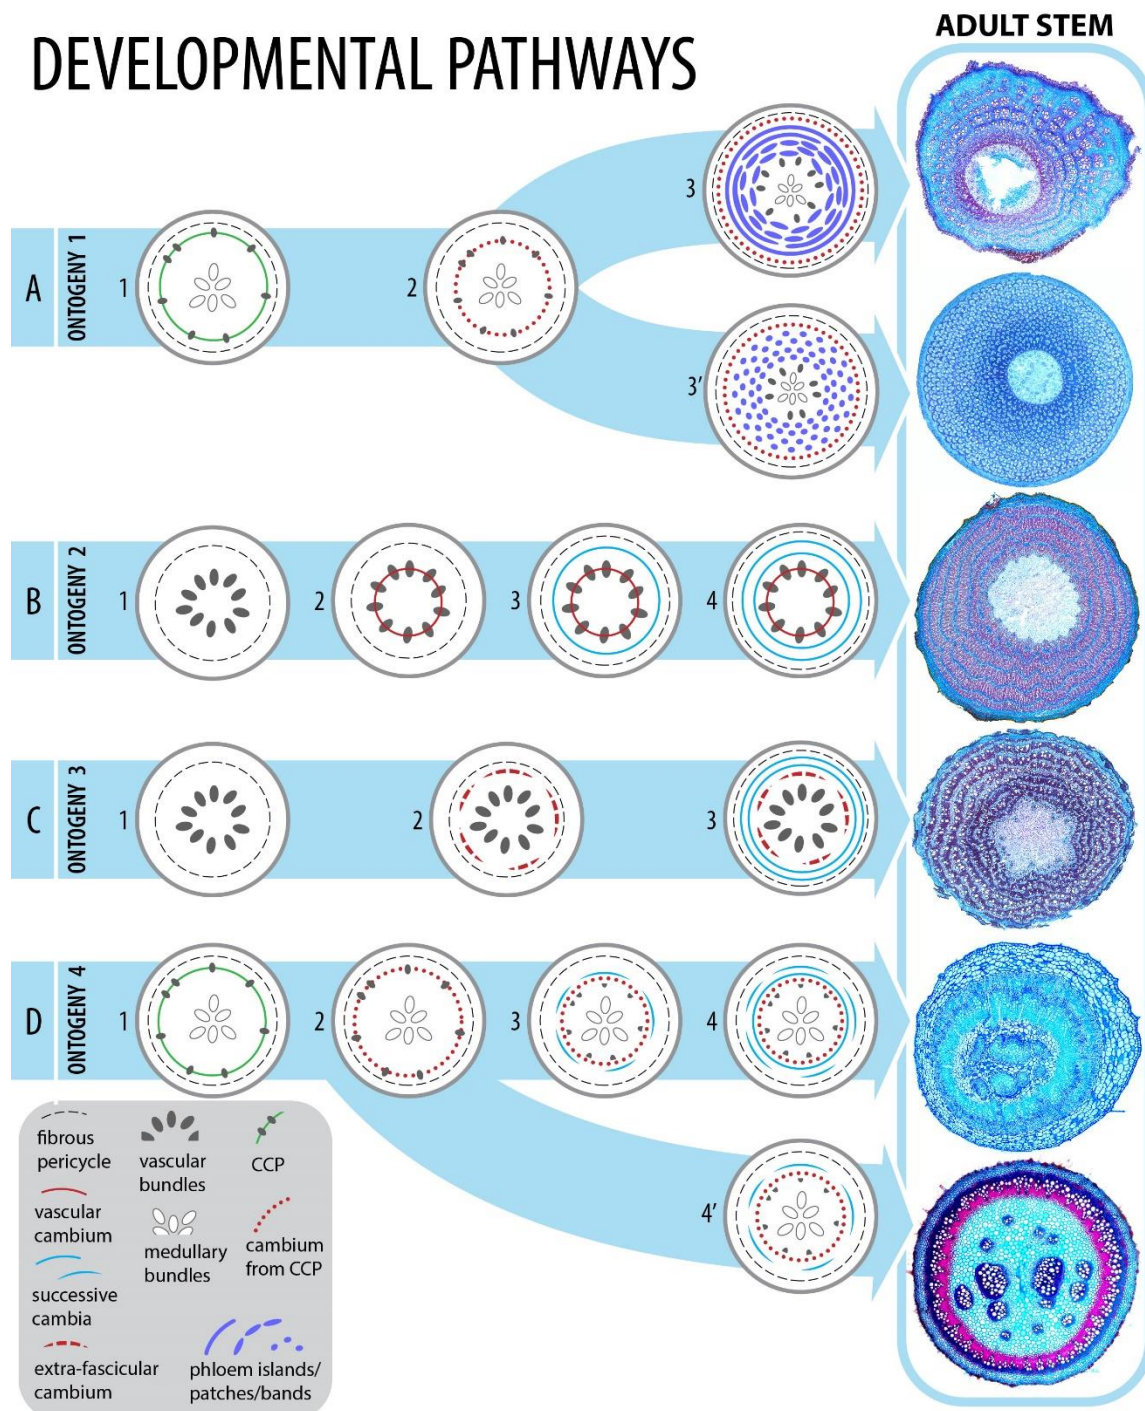 DEVELOPMENTAL PATHWAYS
ADULT STEM
A
ONTOGENY 1
1
2
3
3'
B
ONTOGENY 2
1
2
3
4
C
ONTOGENY 3
1
2
3
D
ONTOGENY 4
1
2
3
4
4'
fibrous
pericycle
vascular
bundles
CCP
vascular
cambium
medullary
bundles
cambium
from CCP
successive
cambia
extra-fascicular
cambium
phloem islands/
patches/bands